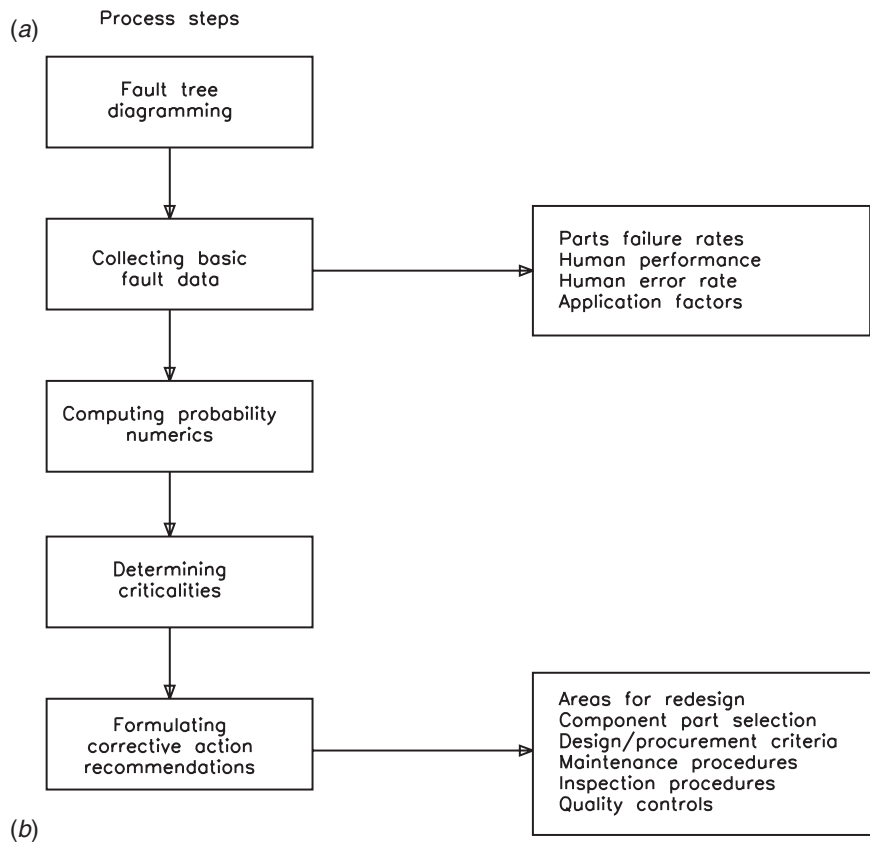 Process steps
(a)
Fault tree
diagramming
Collecting basic
fault data
Parts failure rates
Human performance
Human error rate
Application factors
Computing probability
numerics
Determining
criticalities
Formulating
corrective action
recommendations
Areas for redesign
Component part selection
Design/procurement criteria
Maintenance procedures
Inspection procedures
Quality controls
(b)